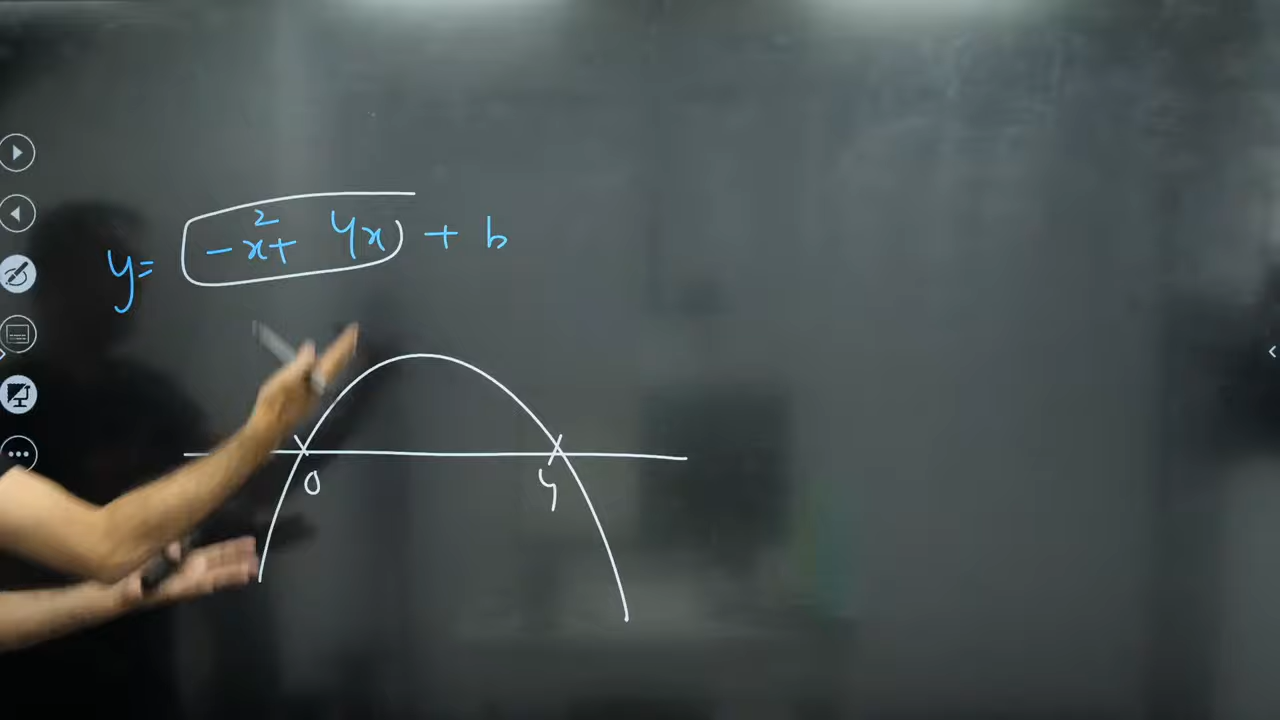 y = -x² + 4x + b
0 4